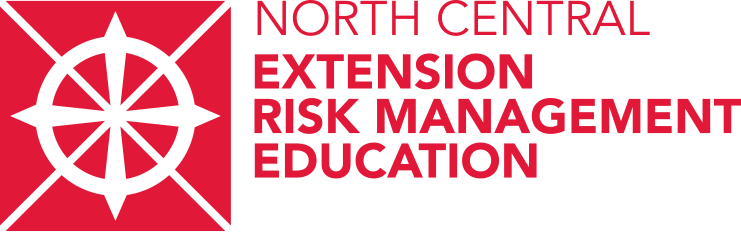 NORTH CENTRAL
EXTENSION
RISK MANAGEMENT
EDUCATION